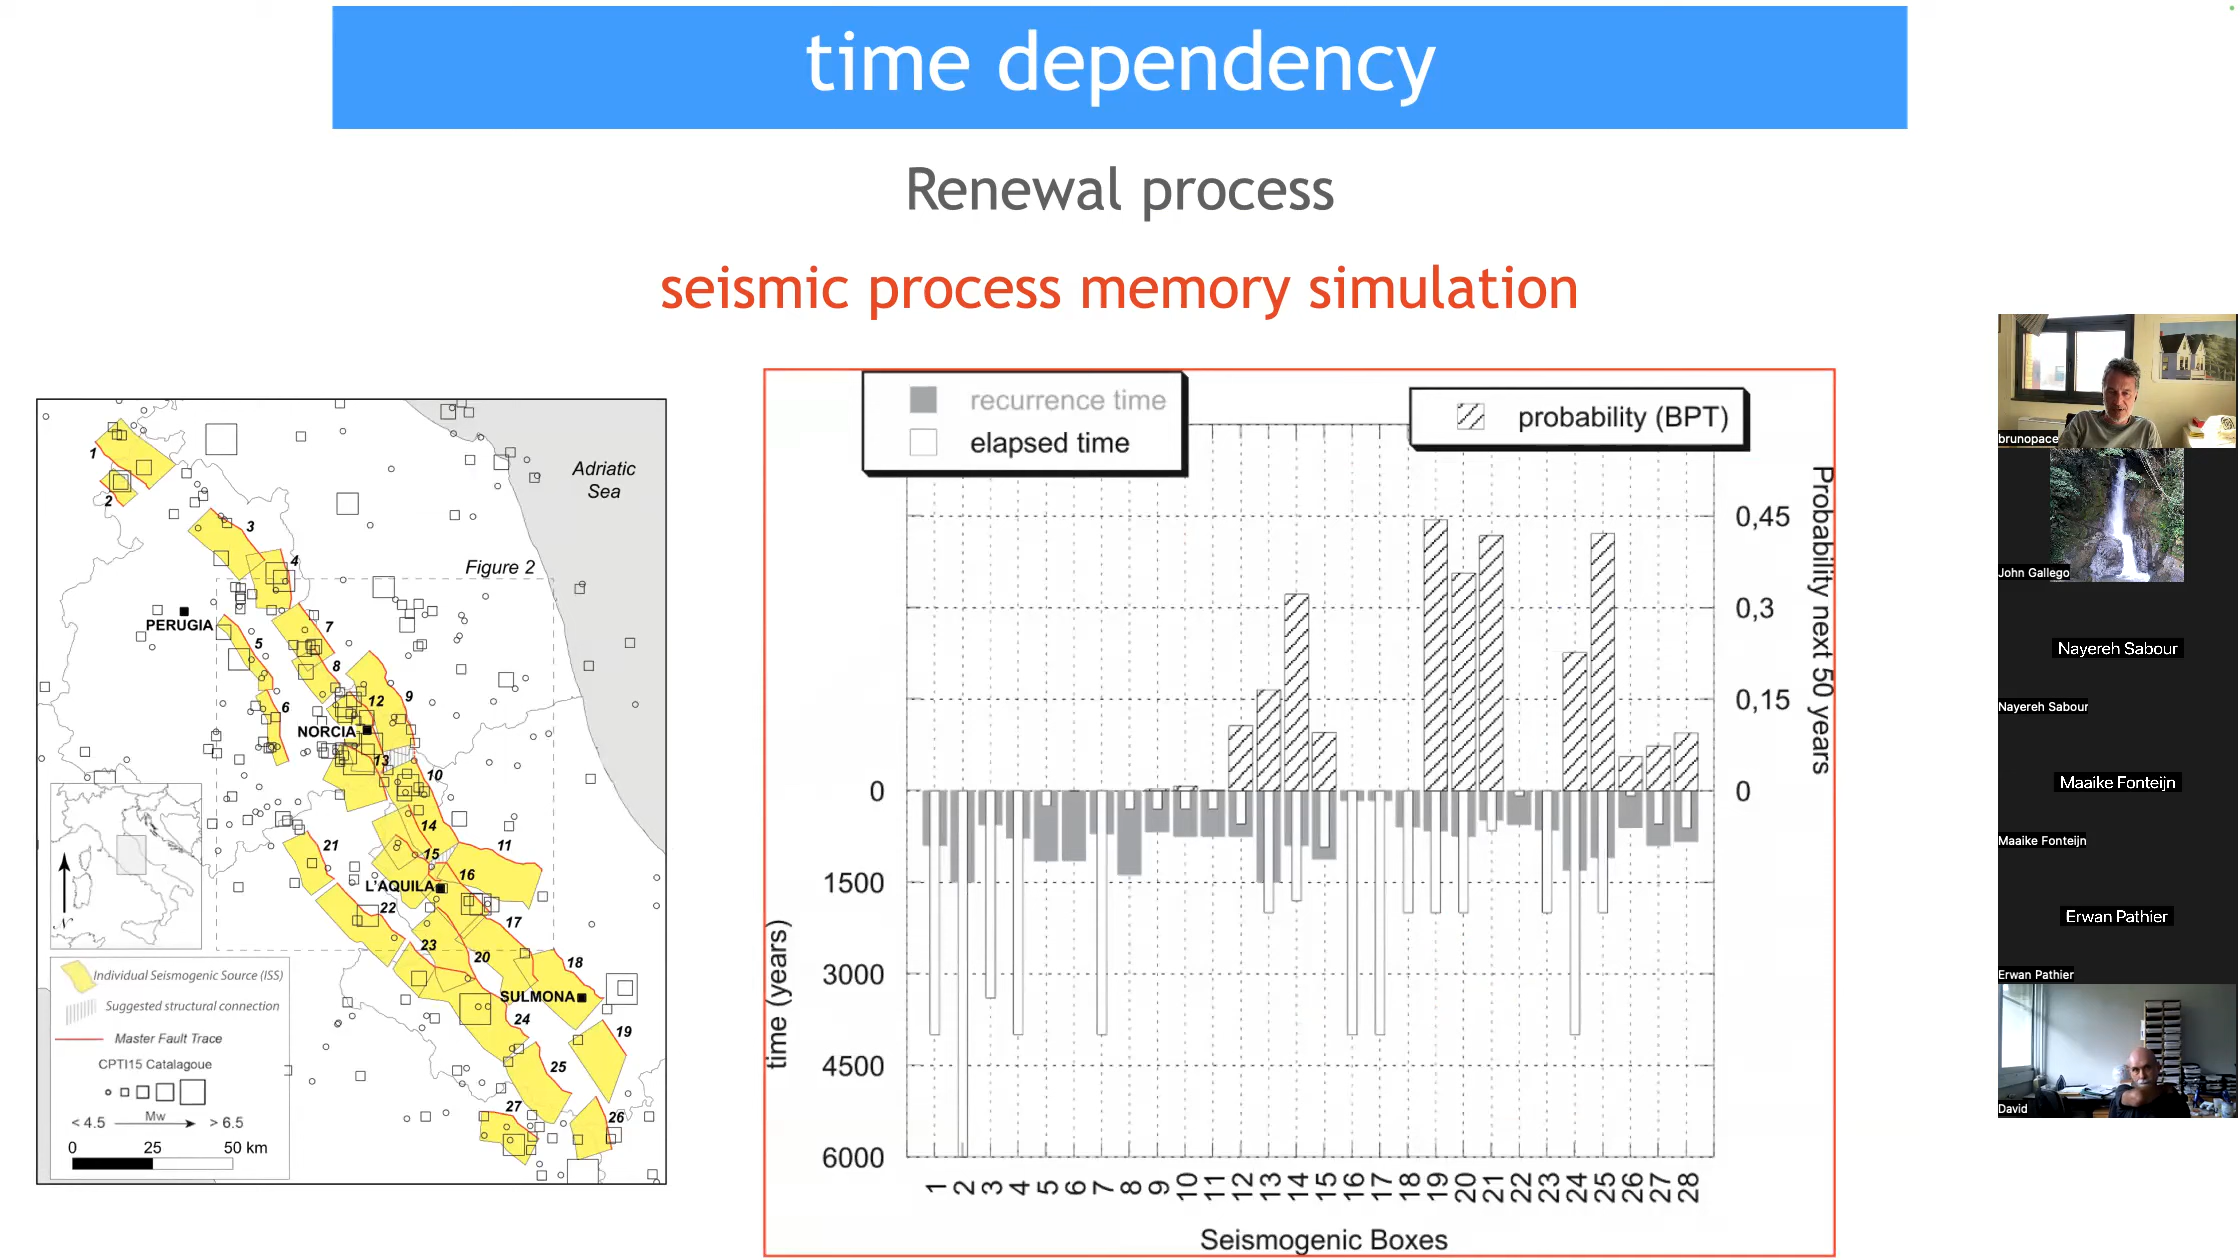 time dependency
Renewal process
seismic process memory simulation
Adriatic
Sea
1
2
3
4
Figure 2
PERUGIA
5
7
8
6
12
9
NORCIA
13
10
14
11
21
15
16
L'AQUILA
22
17
23
20
18
SULMONA
24
19
25
27
26
Individual Seismogenic Source (ISS)
Suggested structural connection
Master Fault Trace
CPTI15 Catalagoue
Mw
< 4.5
> 6.5
0 25 50 km
recurrence time
elapsed time
probability (BPT)
0,45
0,3
0,15
0
Probability next 50 years
0
1500
3000
4500
6000
time (years)
1 2 3 4 5 6 7 8 9 10 11 12 13 14 15 16 17 18 19 20 21 22 23 24 25 26 27 28
Seismogenic Boxes
brunopace
John Gallego
Nayereh Sabour
Nayereh Sabour
Maaike Fonteijn
Maaike Fonteijn
Erwan Pathier
Erwan Pathier
David